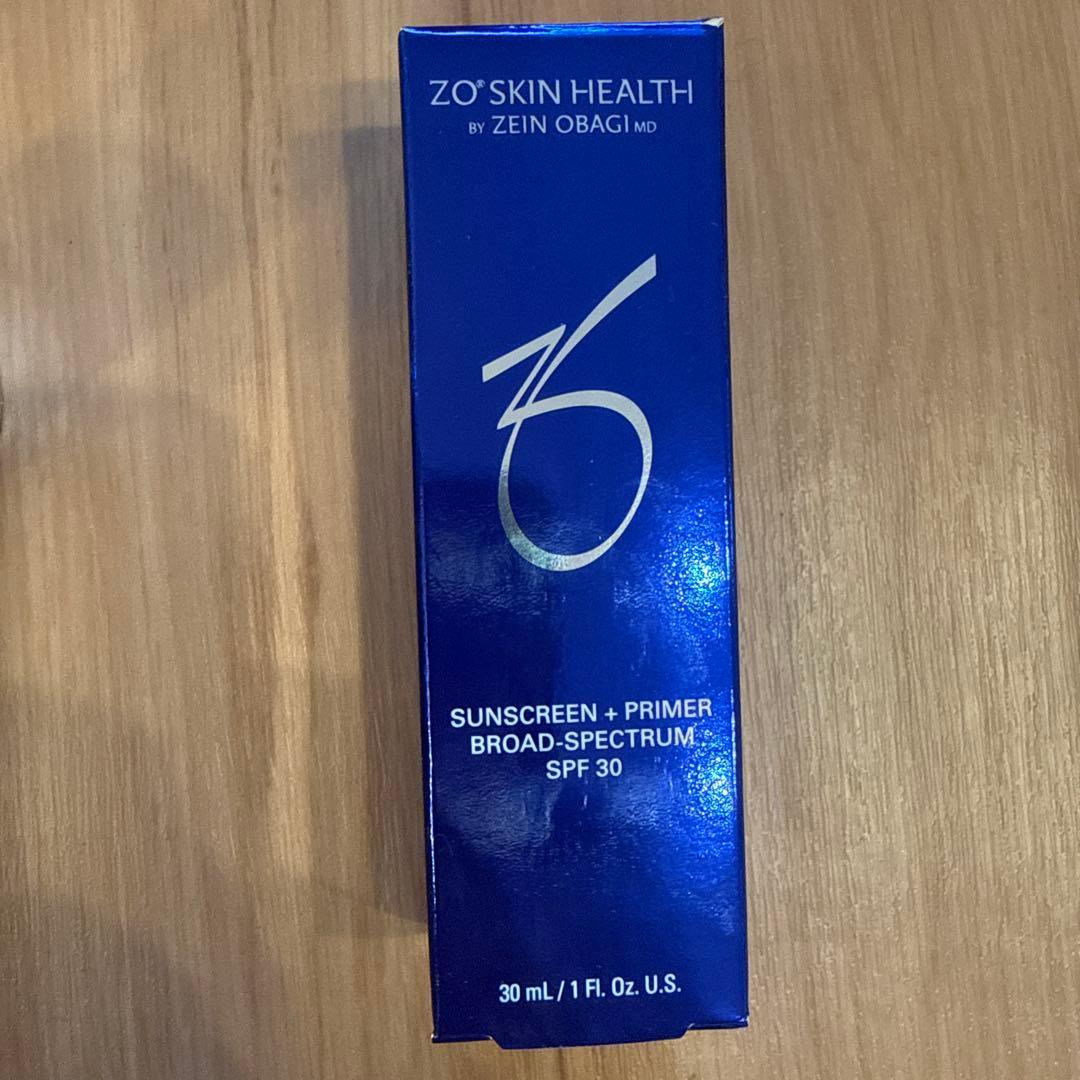 ZO® SKIN HEALTH
BY ZEIN OBAGI MD
ZO
SUNSCREEN + PRIMER
BROAD-SPECTRUM
SPF 30
30 mL / 1 Fl. Oz. U.S.